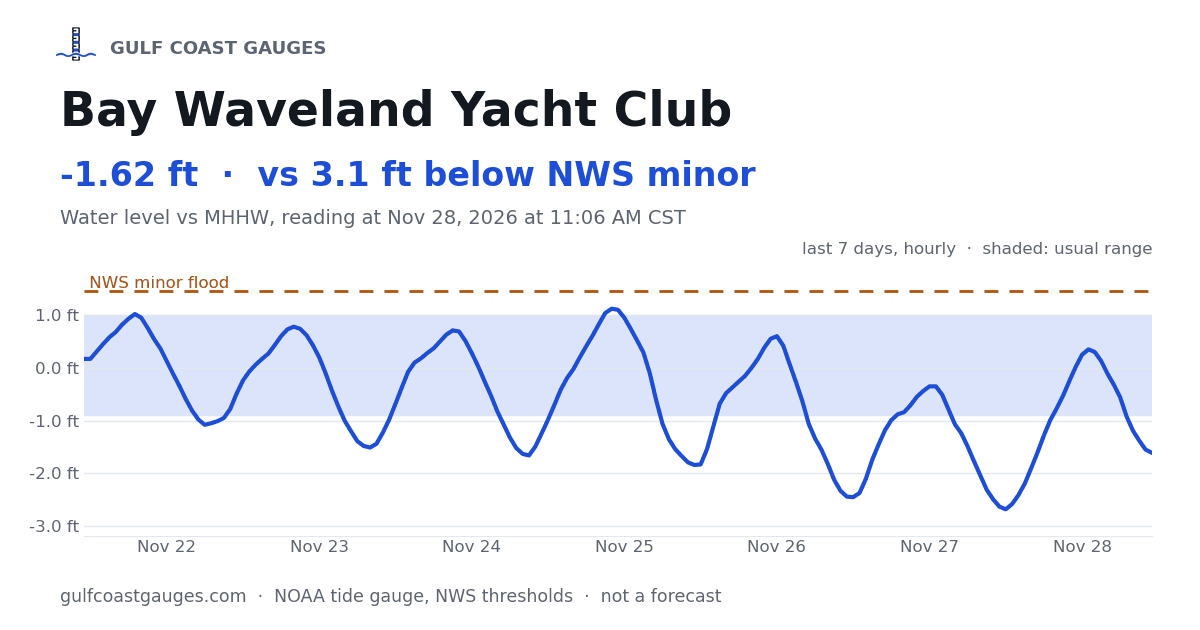 GULF COAST GAUGES
Bay Waveland Yacht Club
-1.62 ft · vs 3.1 ft below NWS minor
Water level vs MHHW, reading at Nov 28, 2026 at 11:06 AM CST
last 7 days, hourly · shaded: usual range
NWS minor flood
1.0 ft
0.0 ft
-1.0 ft
-2.0 ft
-3.0 ft
Nov 22 Nov 23 Nov 24 Nov 25 Nov 26 Nov 27 Nov 28
gulfcoastgauges.com · NOAA tide gauge, NWS thresholds · not a forecast